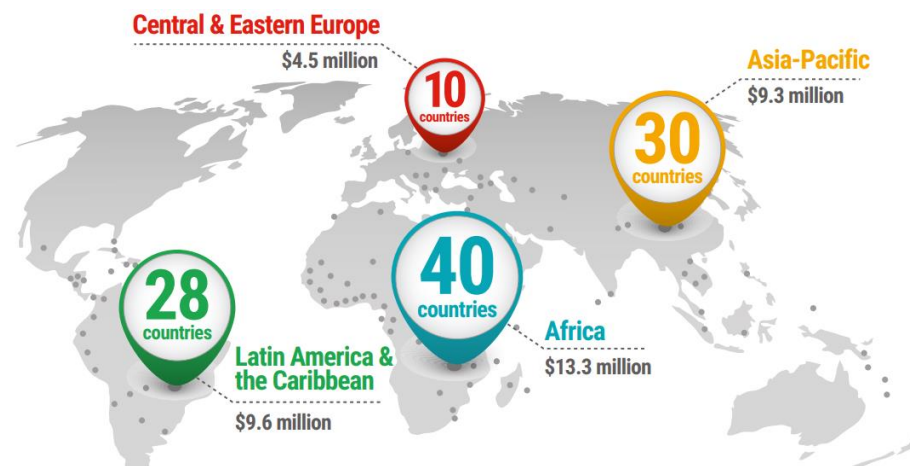 Central & Eastern Europe
$4.5 million
10
countries
Asia-Pacific
$9.3 million
30
countries
40
countries
28
countries
Africa
$13.3 million
Latin America &
the Caribbean
$9.6 million